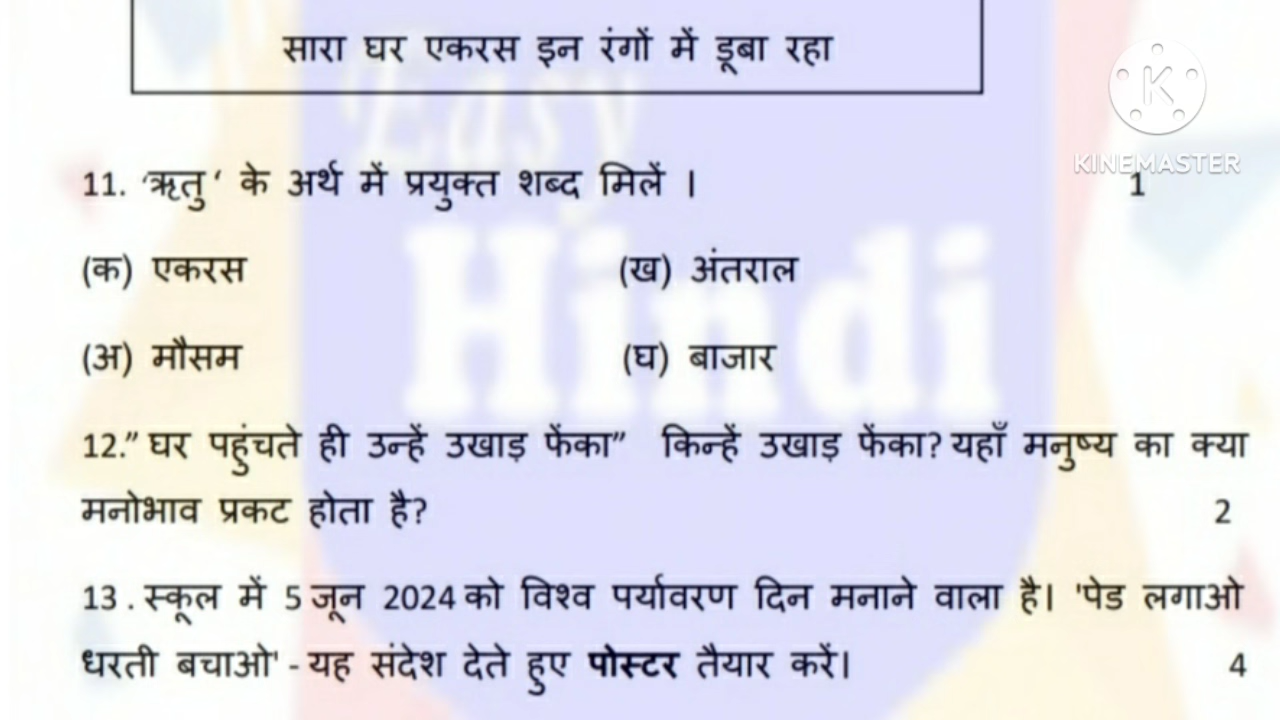 सारा घर एकरस इन रंगों में डूबा रहा
KINEMASTER
11. ‘ऋतु ‘ के अर्थ में प्रयुक्त शब्द मिलें । 1
(क) एकरस (ख) अंतराल
(अ) मौसम (घ) बाजार
12.” घर पहुंचते ही उन्हें उखाड़ फेंका” किन्हें उखाड़ फेंका? यहाँ मनुष्य का क्या
मनोभाव प्रकट होता है? 2
13 . स्कूल में 5 जून 2024 को विश्व पर्यावरण दिन मनाने वाला है। 'पेड लगाओ
धरती बचाओ' - यह संदेश देते हुए पोस्टर तैयार करें। 4
Easy
Hindi